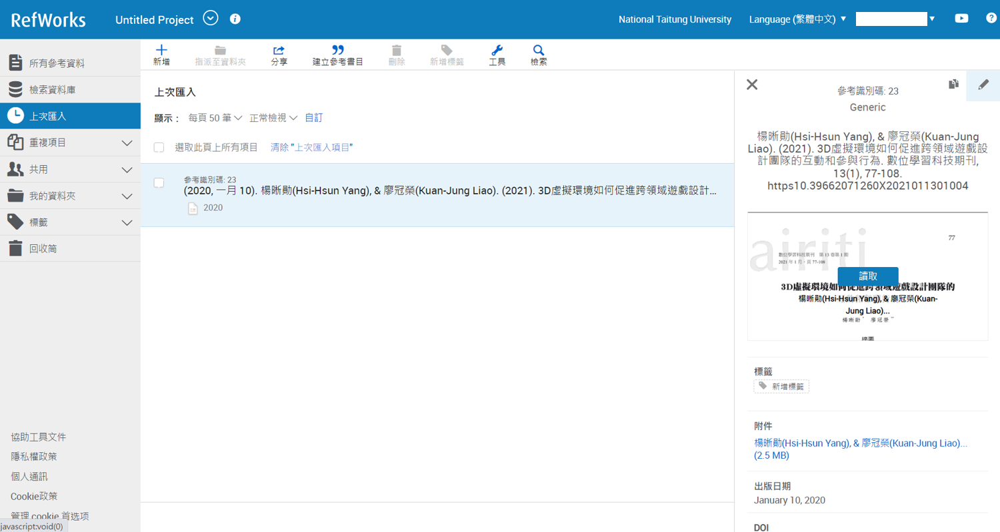 RefWorks
Untitled Project
National Taitung University
Language (繁體中文)
所有參考資料
檢索資料庫
上次匯入
重複項目
共用
我的資料夾
標籤
回收筒
協助工具文件
隱私權政策
個人通訊
Cookie政策
管理 cookie 首选项
javascript:void(0)
新增
指派至資料夾
分享
建立參考書目
刪除
新增標籤
工具
檢索
上次匯入
顯示： 每頁 50 筆 正常檢視 自訂
選取此頁上所有項目 清除 "上次匯入項目"
參考識別碼: 23
(2020, 一月 10). 楊晰勛(Hsi-Hsun Yang), & 廖冠榮(Kuan-Jung Liao). (2021). 3D虛擬環境如何促進跨領域遊戲設計...
2020
參考識別碼: 23
Generic
楊晰勛(Hsi-Hsun Yang), & 廖冠榮(Kuan-Jung
Liao). (2021). 3D虛擬環境如何促進跨領域遊戲設
計團隊的互動和參與行為. 數位學習科技期刊,
13(1), 77-108.
https10.39662071260X2021011301004
airiti
77
數位學習科技期刊 第 13 卷第 1 期
2021 年 1 月，頁 77-108
讀取
3D虛擬環境如何促進跨領域遊戲設計團隊的
楊晰勛(Hsi-Hsun Yang), & 廖冠榮(Kuan-
Jung Liao)...
楊晰勛* 廖冠榮**
摘要
標籤
新增標籤
附件
楊晰勛(Hsi-Hsun Yang), & 廖冠榮(Kuan-Jung Liao)...
(2.5 MB)
出版日期
January 10, 2020
DOI